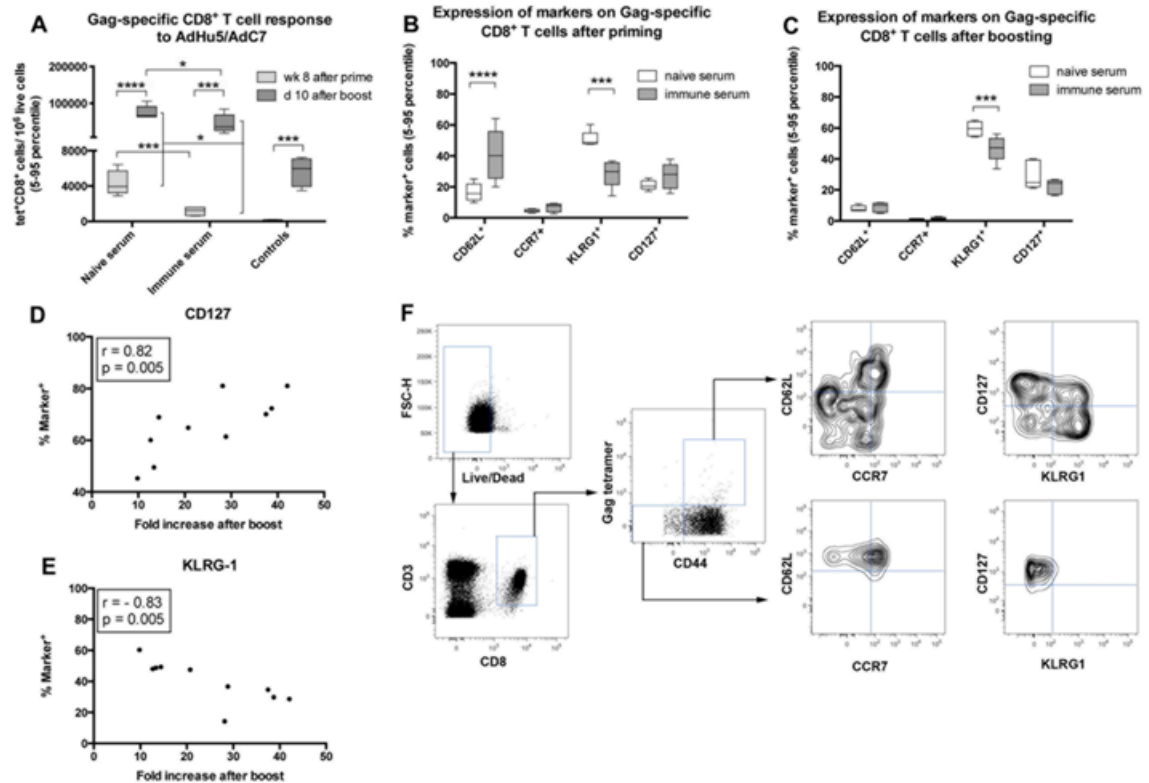 A
Gag-specific CD8⁺ T cell response
to AdHu5/AdC7
tet⁺CD8⁺ cells/ 10⁶ live cells
(5-95 percentile)
200000
100000
8000
4000
0
****
*
***
***
*
***
wk 8 after prime
d 10 after boost
Naive serum
Immune serum
Controls
B
Expression of markers on Gag-specific
CD8⁺ T cells after priming
% marker⁺ cells (5-95 percentile)
100
80
60
40
20
0
****
***
naive serum
immune serum
CD62L⁺
CCR7+
KLRG1⁺
CD127⁺
C
Expression of markers on Gag-specific
CD8⁺ T cells after boosting
% marker⁺ cells (5-95 percentile)
100
80
60
40
20
0
***
naive serum
immune serum
CD62L⁺
CCR7+
KLRG1⁺
CD127⁺
D
CD127
% Marker⁺
100
80
60
40
r = 0.82
p = 0.005
0 10 20 30 40 50
Fold increase after boost
E
KLRG-1
% Marker⁺
100
80
60
40
20
0
r = - 0.83
p = 0.005
0 10 20 30 40 50
Fold increase after boost
F
FSC-H
250K
200K
150K
100K
50K
0
Live/Dead
CD3
CD8
Gag tetramer
CD44
CD62L
CCR7
CD127
KLRG1
CD62L
CCR7
CD127
KLRG1